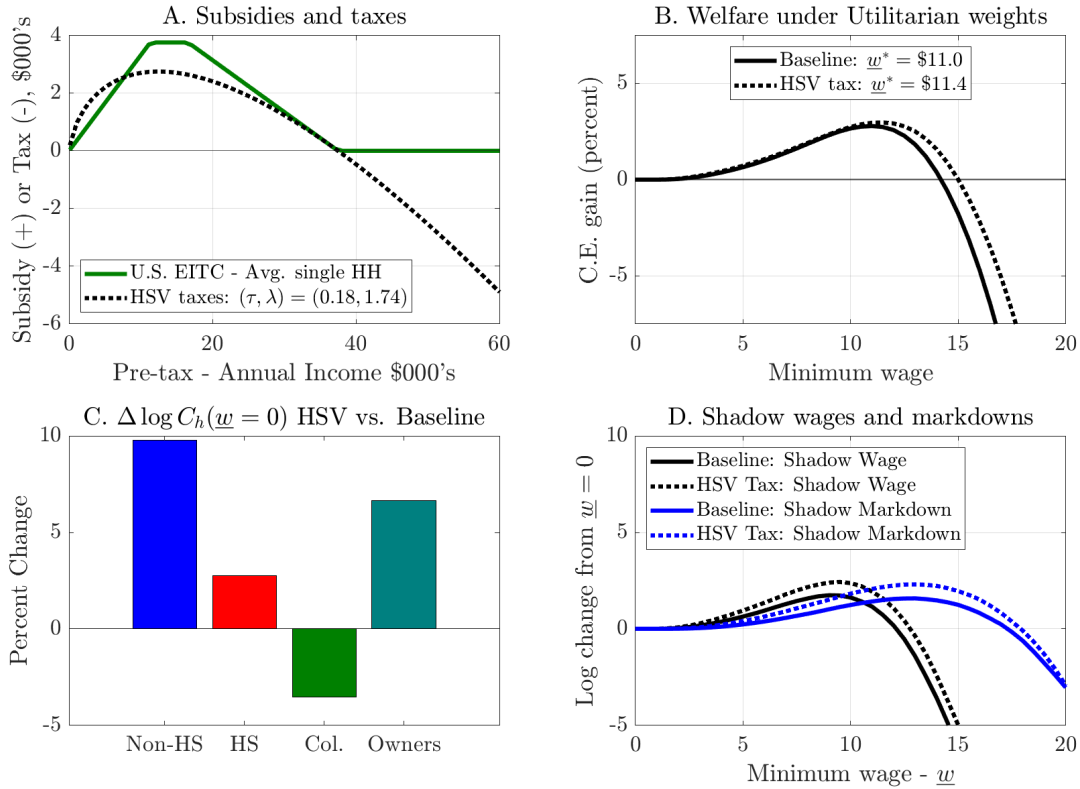 A. Subsidies and taxes
Subsidy (+) or Tax (-), $000's
4
2
0
-2
-4
-6
U.S. EITC - Avg. single HH
HSV taxes: (τ, λ) = (0.18, 1.74)
0
20
40
60
Pre-tax - Annual Income $000's
B. Welfare under Utilitarian weights
C.E. gain (percent)
5
0
-5
Baseline: w* = $11.0
HSV tax: w* = $11.4
0
5
10
15
20
Minimum wage
C. Δ log C_h(w = 0) HSV vs. Baseline
Percent Change
10
5
0
-5
Non-HS
HS
Col.
Owners
D. Shadow wages and markdowns
Log change from w = 0
10
5
0
-5
Baseline: Shadow Wage
HSV Tax: Shadow Wage
Baseline: Shadow Markdown
HSV Tax: Shadow Markdown
0
5
10
15
20
Minimum wage - w